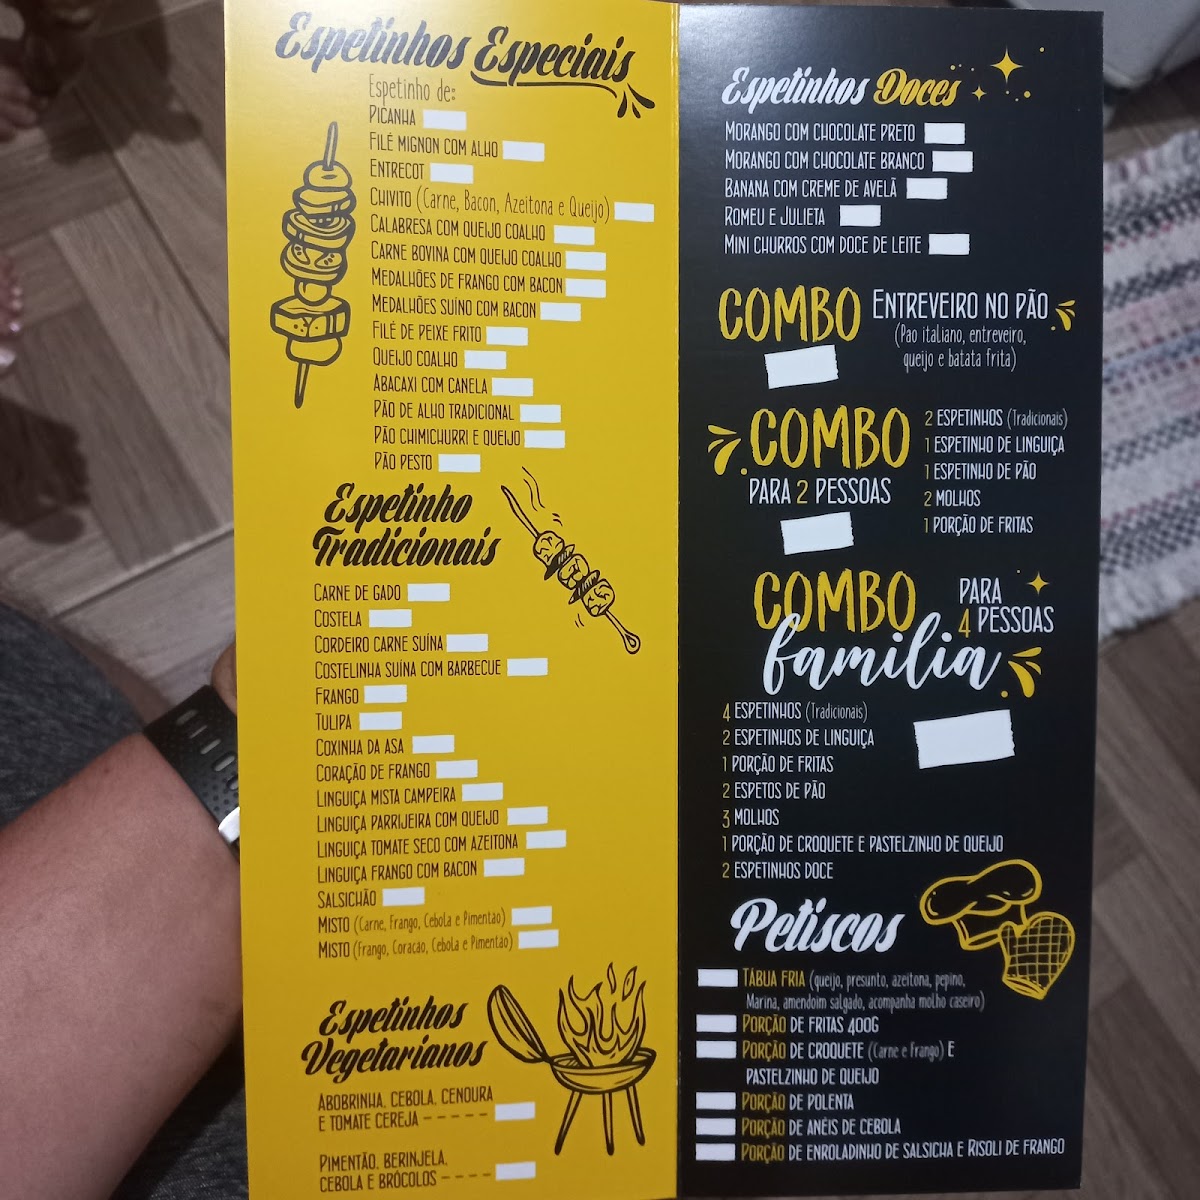 Espetinhos Especiais
Espetinho de:
Picanha
Filé mignon com alho
Entrecot
Chivito (Carne, Bacon, Azeitona e Queijo)
Calabresa com queijo coalho
Carne bovina com queijo coalho
Medalhões de frango com bacon
Medalhões suíno com bacon
Filé de peixe frito
Queijo coalho
Abacaxi com canela
Pão de alho tradicional
Pão chimichurri e queijo
Pão pesto
Espetinho
Tradicionais
Carne de gado
Costela
Cordeiro carne suína
Costelinha suína com barbecue
Frango
Tulipa
Coxinha da asa
Coração de frango
Linguiça mista campeira
Linguiça parrijeira com queijo
Linguiça tomate seco com azeitona
Linguiça frango com bacon
Salsichão
Misto (Carne, Frango, Cebola e Pimentão)
Misto (Frango, Coracao, Cebola e Pimentão)
Espetinhos
Vegetarianos
Abobrinha, cebola, cenoura
e tomate cereja - - - - -
Pimentão, berinjela,
cebola e brócolos - - - -
Espetinhos Doces
Morango com chocolate preto
Morango com chocolate branco
Banana com creme de avelã
Romeu e Julieta
Mini churros com doce de leite
COMBO Entreveiro no pão
(Pao italiano, entreveiro,
queijo e batata frita)
COMBO
para 2 pessoas
2 espetinhos (Tradicionais)
1 espetinho de linguiça
1 espetinho de pão
2 molhos
1 porção de fritas
COMBO
familia
para
4 pessoas
4 espetinhos (Tradicionais)
2 espetinhos de linguiça
1 porção de fritas
2 espetos de pão
3 molhos
1 porção de croquete e pastelzinho de queijo
2 espetinhos doce
Petiscos
Tábua fria (queijo, presunto, azeitona, pepino,
Marina, amendoim salgado, acompanha molho caseiro)
Porção de fritas 400g
Porção de croquete (Carne e Frango) e
pastelzinho de queijo
Porção de polenta
Porção de anéis de cebola
Porção de enroladinho de salsicha e Risoli de frango